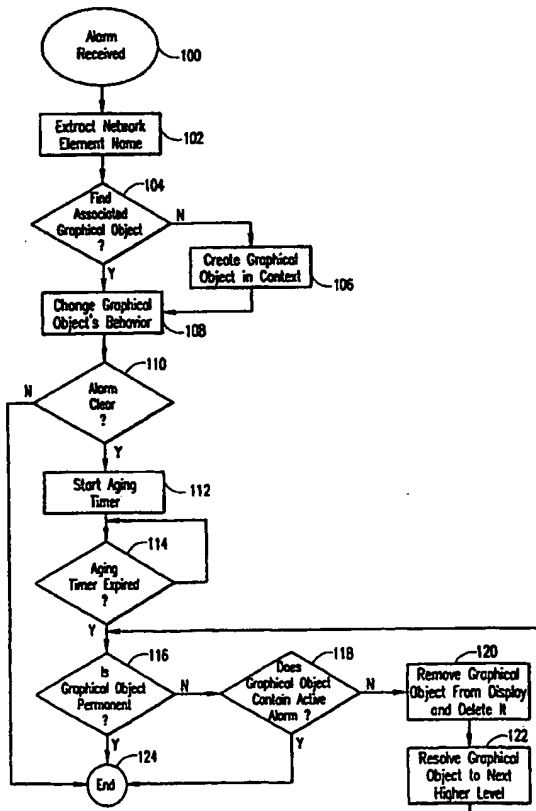 Alarm
Received
100
Extract Network
Element Name
102
104
Find
Associated
Graphical Object
?
N
Y
Create Graphical
Object in Context
106
Change Graphical
Object's Behavior
108
110
N
Alarm
Clear
?
Y
Start Aging
Timer
112
114
Aging
Timer Expired
?
Y
116
Is
Graphical Object
Permanent
?
N
Y
118
Does
Graphical Object
Contain Active
Alarm ?
N
Y
120
Remove Graphical
Object From Display
and Delete It
122
Resolve Graphical
Object to Next
Higher Level
124
End